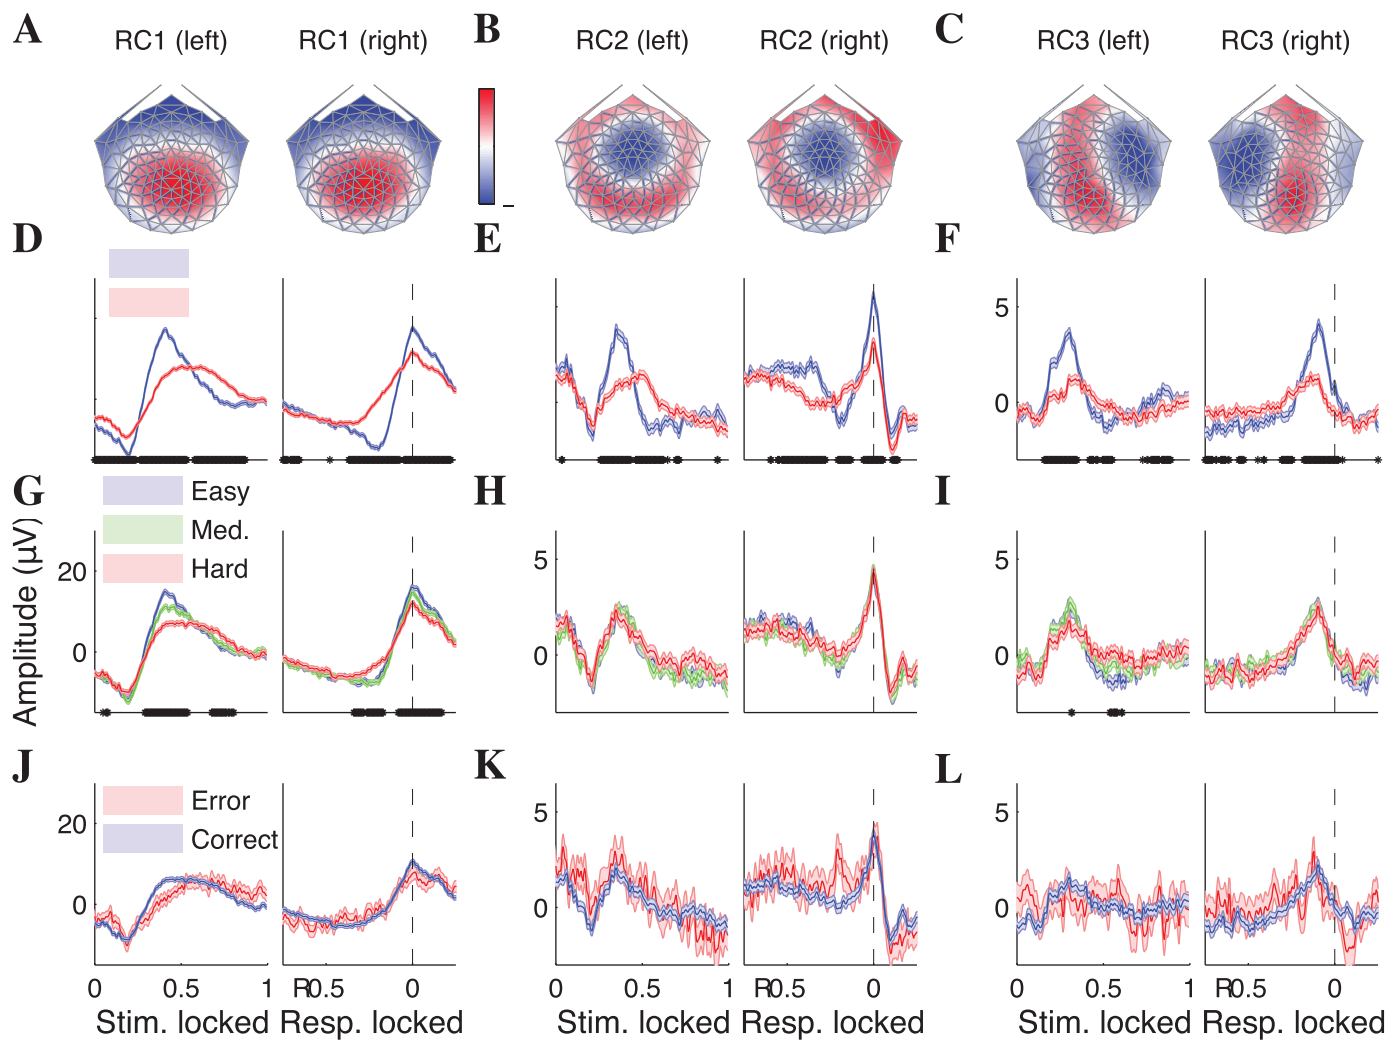 A RC1 (left) RC1 (right) B RC2 (left) RC2 (right) C RC3 (left) RC3 (right)
D E F
5
0
G Easy H I
Med.
Hard
Amplitude (µV)
20
0
5
0
5
0
J Error K L
Correct
20
0
5
0
5
0
0 0.5 1 R0.5 0 0 0.5 1 R0.5 0 0 0.5 1 R0.5 0
Stim. locked Resp. locked Stim. locked Resp. locked Stim. locked Resp. locked